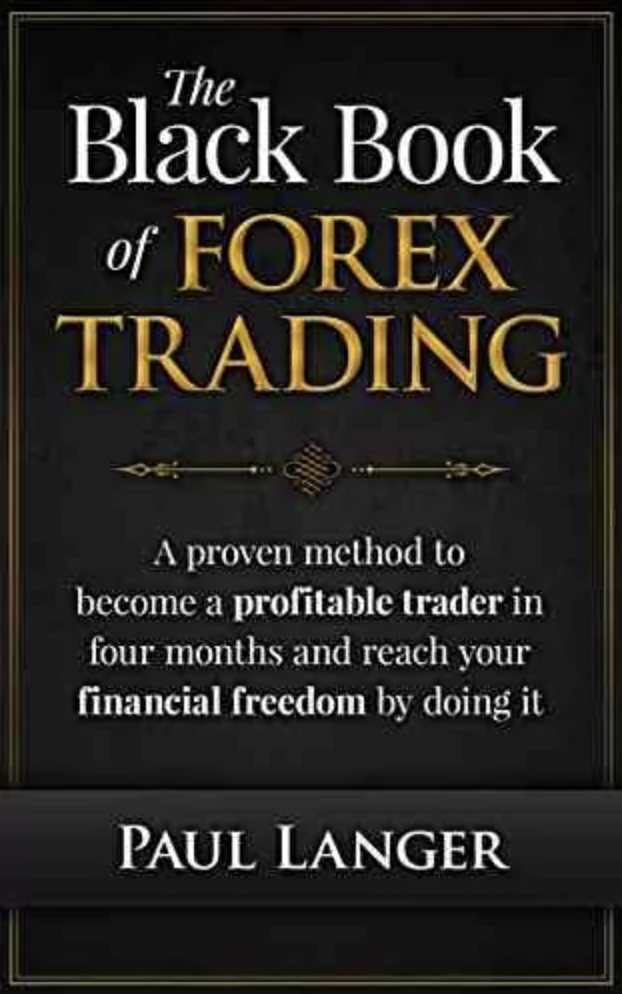 The
Black Book
of FOREX
TRADING
A proven method to
become a profitable trader in
four months and reach your
financial freedom by doing it
PAUL LANGER